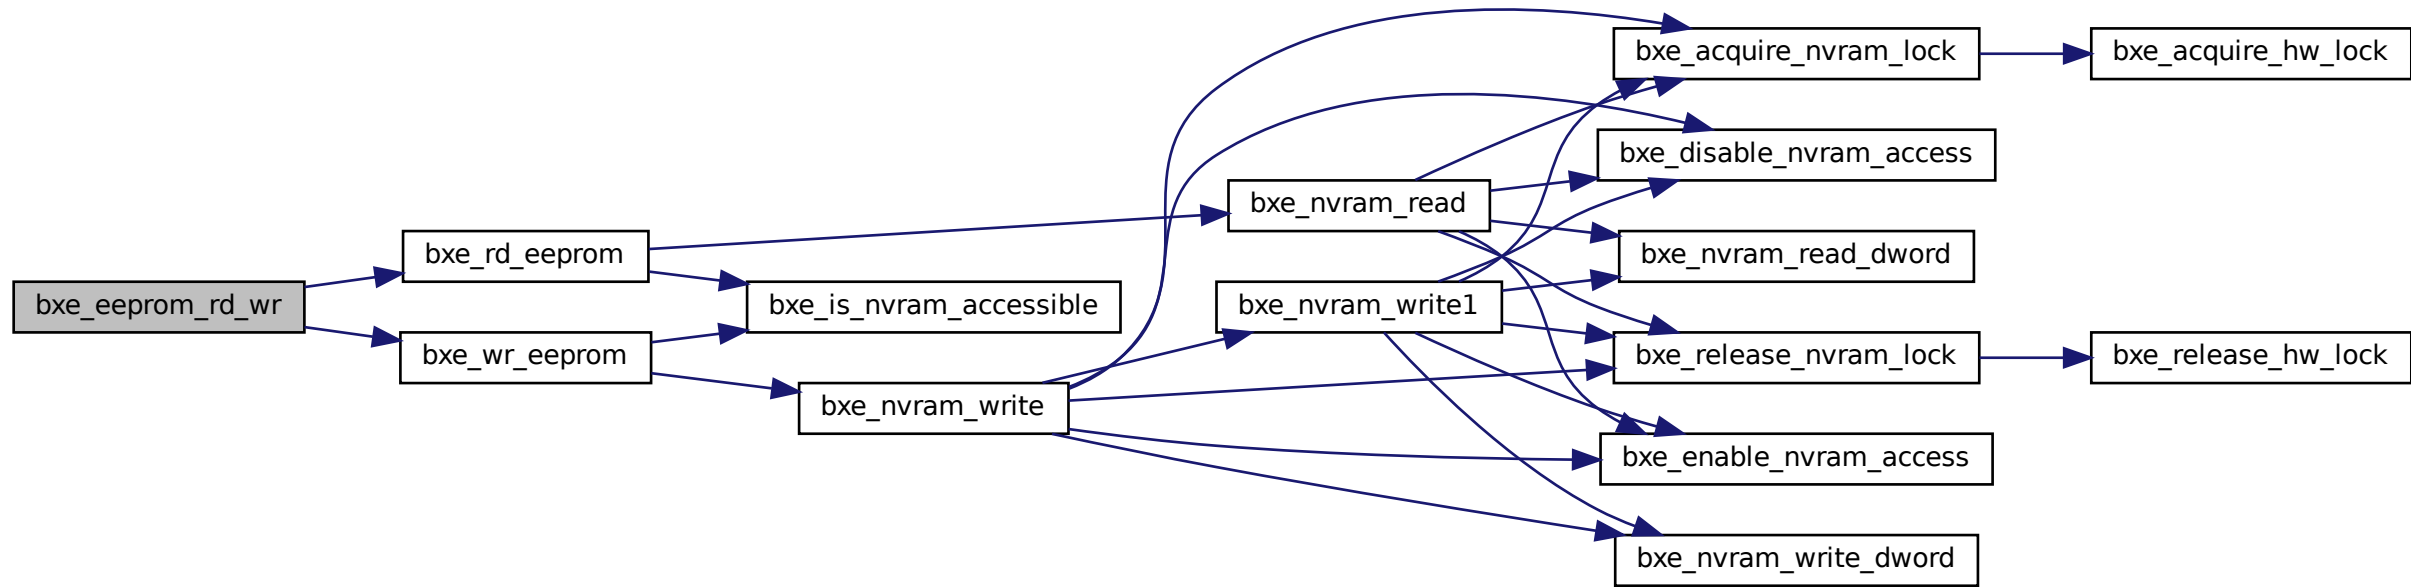 bxe_eeprom_rd_wr
bxe_rd_eeprom
bxe_wr_eeprom
bxe_is_nvram_accessible
bxe_nvram_write
bxe_nvram_read
bxe_nvram_write1
bxe_acquire_nvram_lock
bxe_disable_nvram_access
bxe_nvram_read_dword
bxe_release_nvram_lock
bxe_enable_nvram_access
bxe_nvram_write_dword
bxe_acquire_hw_lock
bxe_release_hw_lock